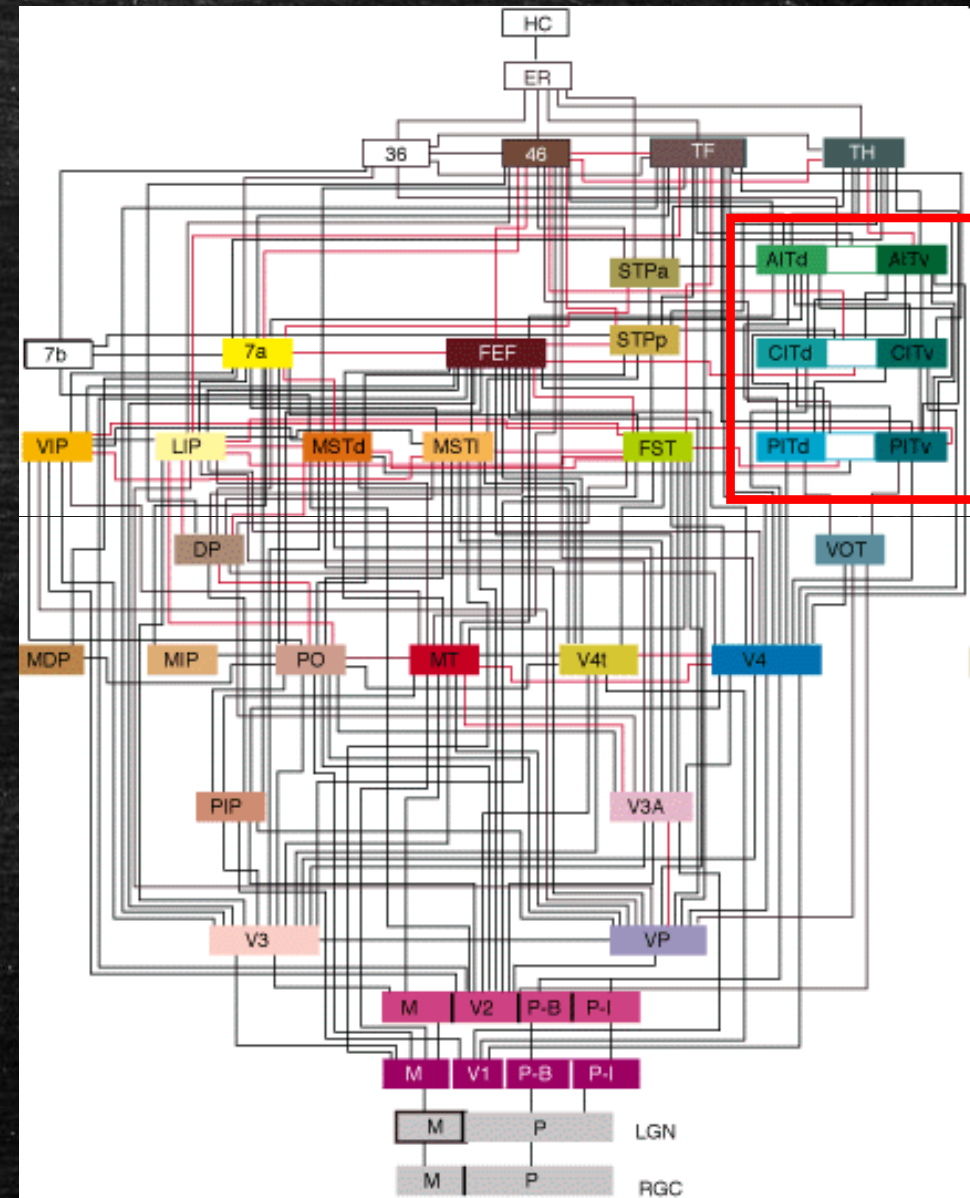 HC
ER
36 46 TF TH
AITd AITv
STPa
STPp
7b 7a FEF CITd CITv
VIP LIP MSTd MSTl FST PITd PITv
DP VOT
MDP MIP PO MT V4t V4
PIP V3A
V3 VP
M V2 P-B P-I
M V1 P-B P-I
M P LGN
M P RGC